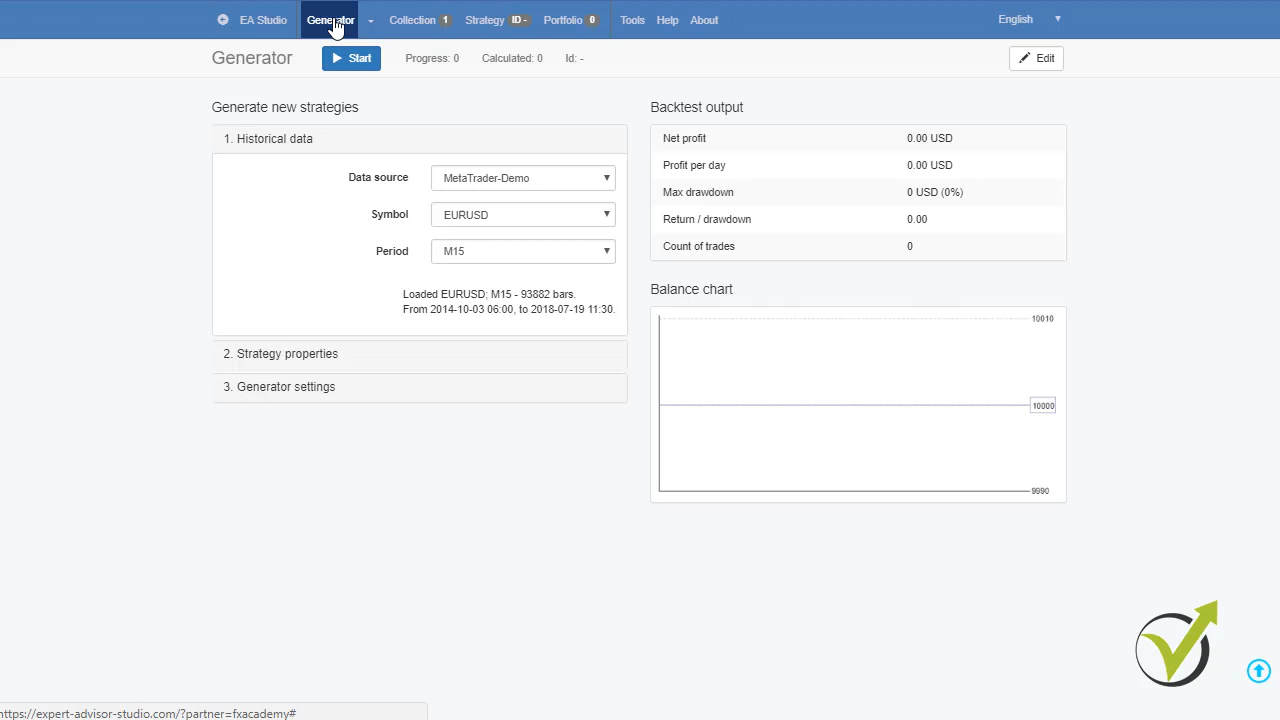 EA Studio Generator Collection 1 Strategy ID - Portfolio 0 Tools Help About English
Generator Start Progress: 0 Calculated: 0 Id: - Edit
Generate new strategies
1. Historical data
Data source MetaTrader-Demo
Symbol EURUSD
Period M15
Loaded EURUSD; M15 - 93882 bars.
From 2014-10-03 06:00, to 2018-07-19 11:30.
2. Strategy properties
3. Generator settings
Backtest output
Net profit 0.00 USD
Profit per day 0.00 USD
Max drawdown 0 USD (0%)
Return / drawdown 0.00
Count of trades 0
Balance chart
10010
10000
9990
https://expert-advisor-studio.com/?partner=fxacademy#